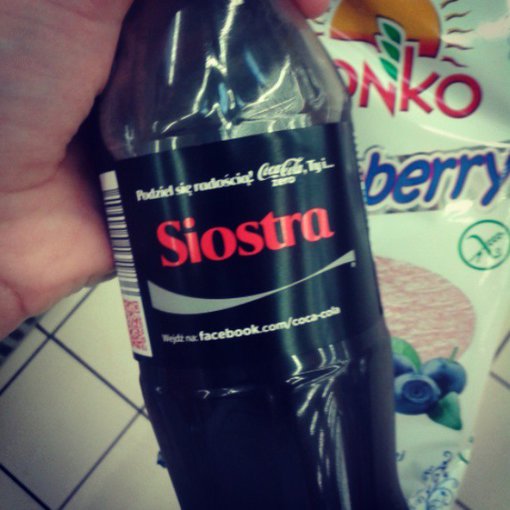 Podziel się radością! Coca-Cola zero, Ty i...
Siostra
Wejdź na: facebook.com/coca-cola
ONKO
berry